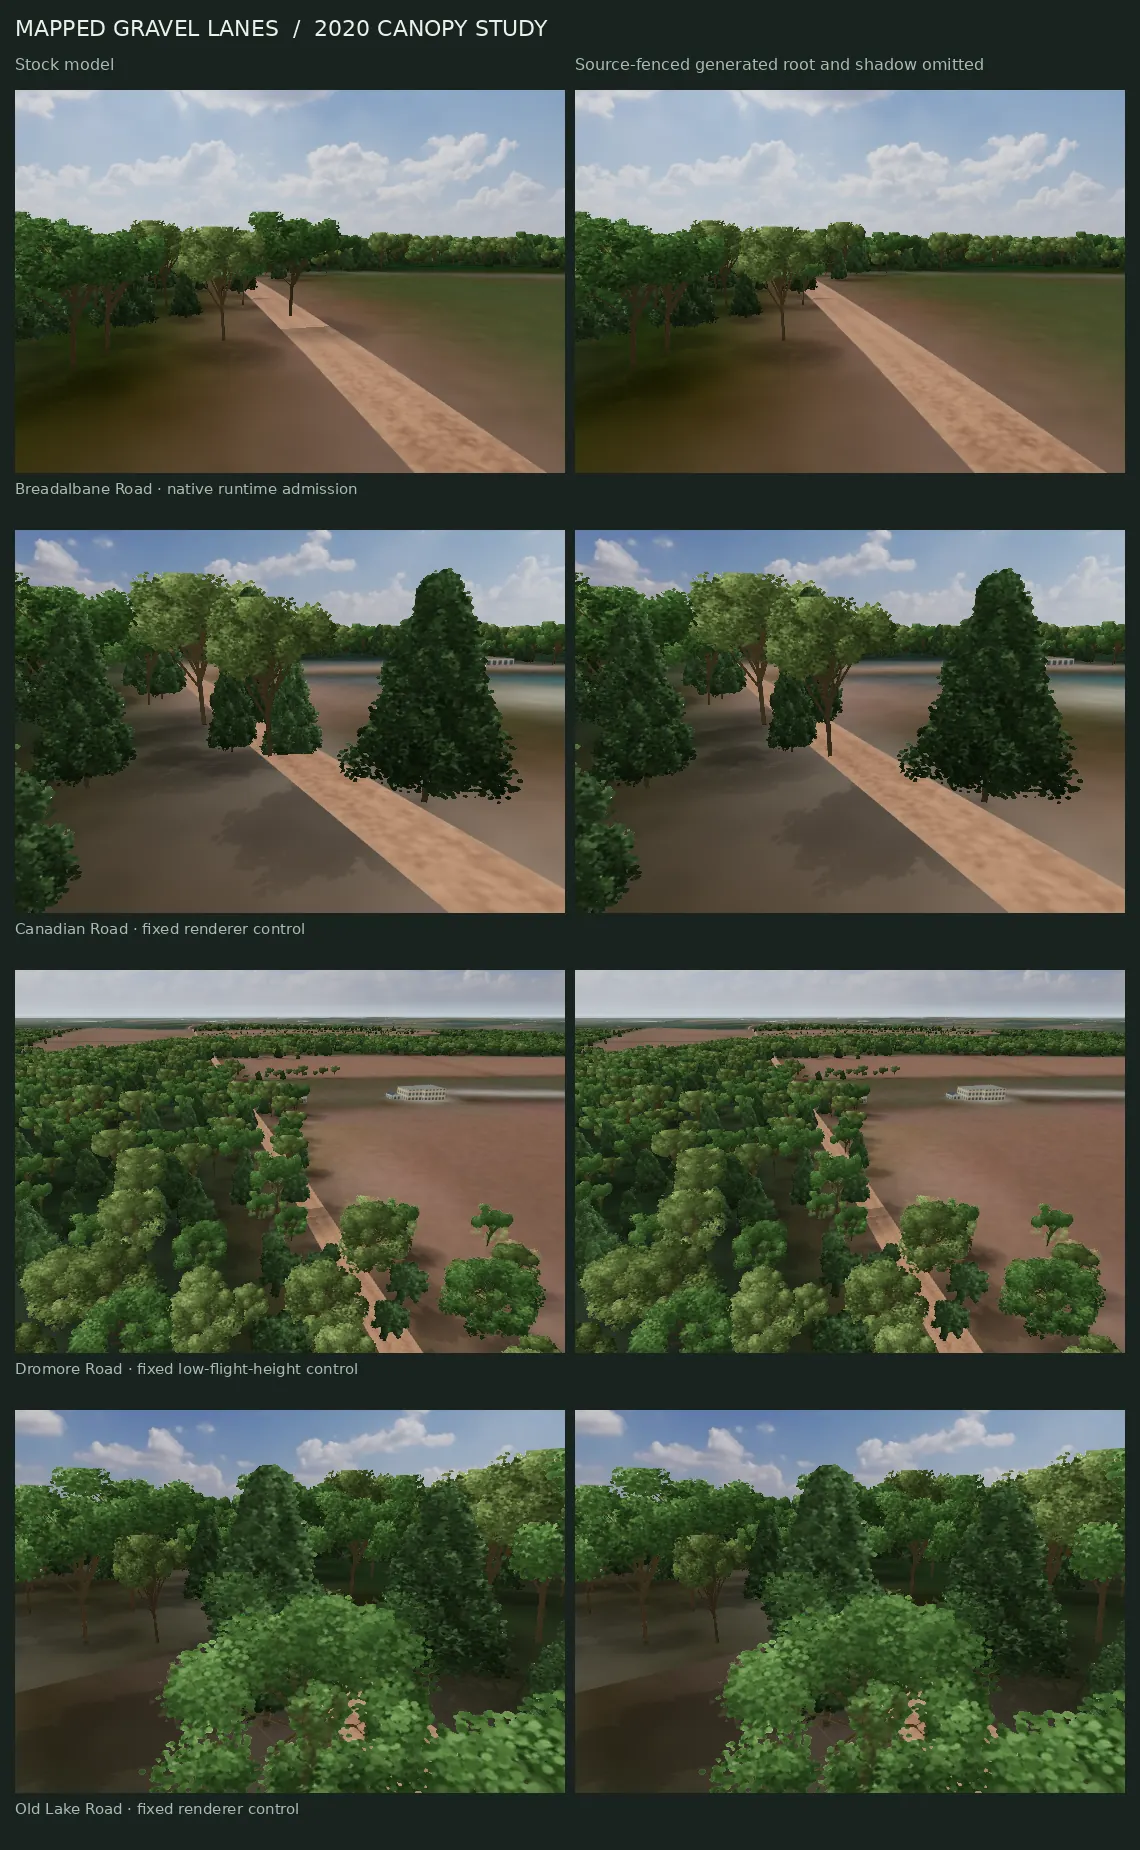 MAPPED GRAVEL LANES / 2020 CANOPY STUDY
Stock model
Source-fenced generated root and shadow omitted
Breadalbane Road · native runtime admission
Canadian Road · fixed renderer control
Dromore Road · fixed low-flight-height control
Old Lake Road · fixed renderer control